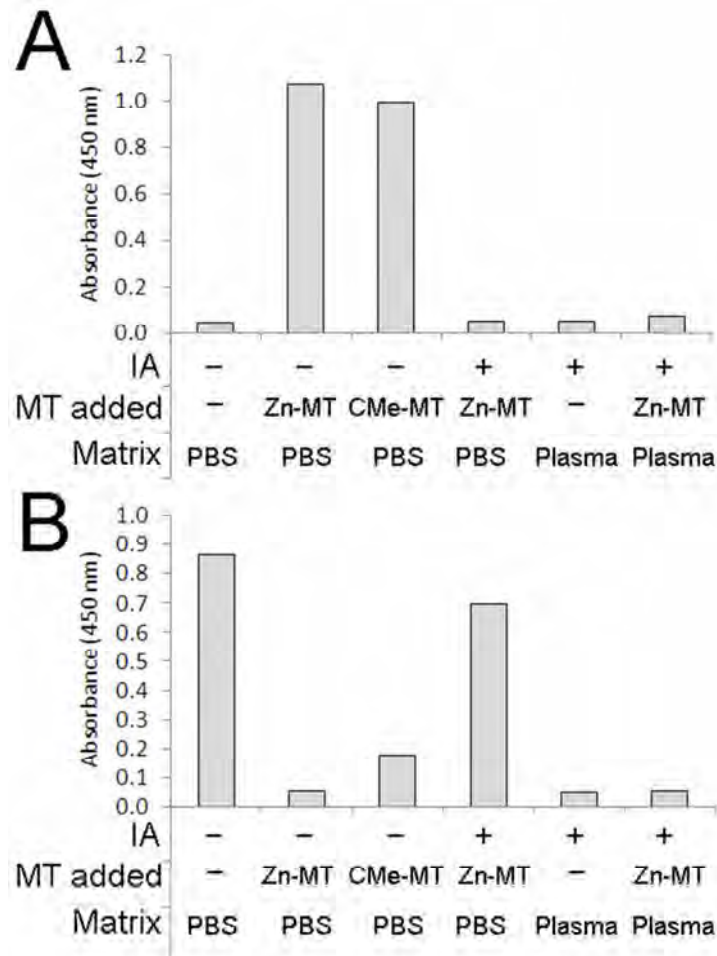 A
Absorbance (450 nm)
1.2
1.0
0.8
0.6
0.4
0.2
0.0
IA – – – + + +
MT added – Zn-MT CMe-MT Zn-MT – Zn-MT
Matrix PBS PBS PBS PBS Plasma Plasma
B
Absorbance (450 nm)
1.0
0.9
0.8
0.7
0.6
0.5
0.4
0.3
0.2
0.1
0.0
IA – – – + + +
MT added – Zn-MT CMe-MT Zn-MT – Zn-MT
Matrix PBS PBS PBS PBS Plasma Plasma